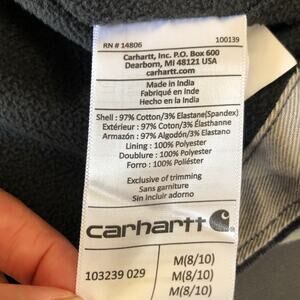 RN # 14806 100139
Carhartt, Inc. P.O. Box 600
Dearborn, MI 48121 USA
carhartt.com
Made in India
Fabriqué en Inde
Hecho en la India
Shell : 97% Cotton/3% Elastane(Spandex)
Extérieur : 97% Coton/3% Élasthanne
Armazón : 97% Algodón/3% Elastano
Lining : 100% Polyester
Doublure : 100% Polyester
Forro : 100% Poliéster
Exclusive of trimming
Sans garniture
Sin incluir adorno
carhartt
103239 029 M(8/10)
M(8/10)
M(8/10)